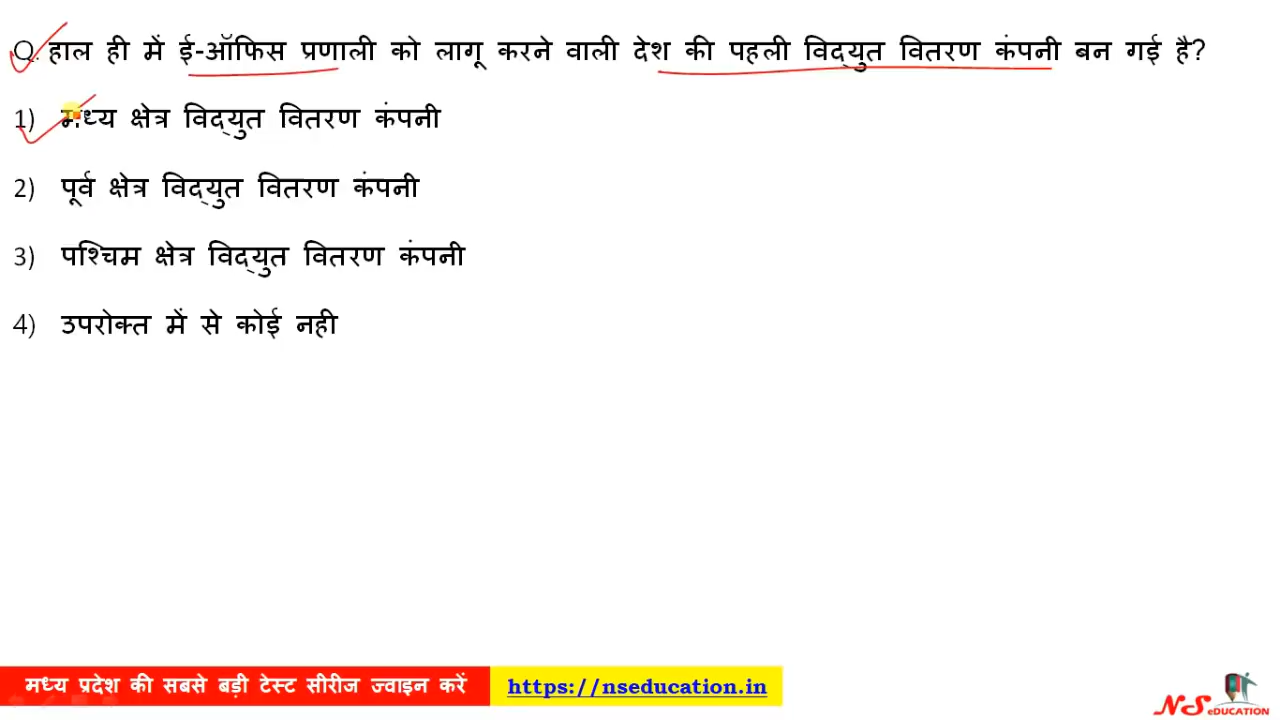 Q. हाल ही में ई-ऑफिस प्रणाली को लागू करने वाली देश की पहली विद्युत वितरण कंपनी बन गई है?
1) मध्य क्षेत्र विद्युत वितरण कंपनी
2) पूर्व क्षेत्र विद्युत वितरण कंपनी
3) पश्चिम क्षेत्र विद्युत वितरण कंपनी
4) उपरोक्त में से कोई नही
मध्य प्रदेश की सबसे बड़ी टेस्ट सीरीज ज्वाइन करें https://nseducation.in
NS eDUCATION